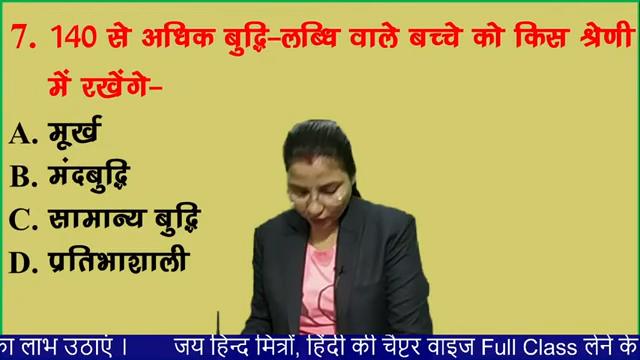 7. 140 से अधिक बुद्धि-लब्धि वाले बच्चे को किस श्रेणी
में रखेंगे-
A. मूर्ख
B. मंदबुद्धि
C. सामान्य बुद्धि
D. प्रतिभाशाली
का लाभ उठाएं । जय हिन्द मित्रों, हिंदी की चैप्टर वाइज Full Class लेने के